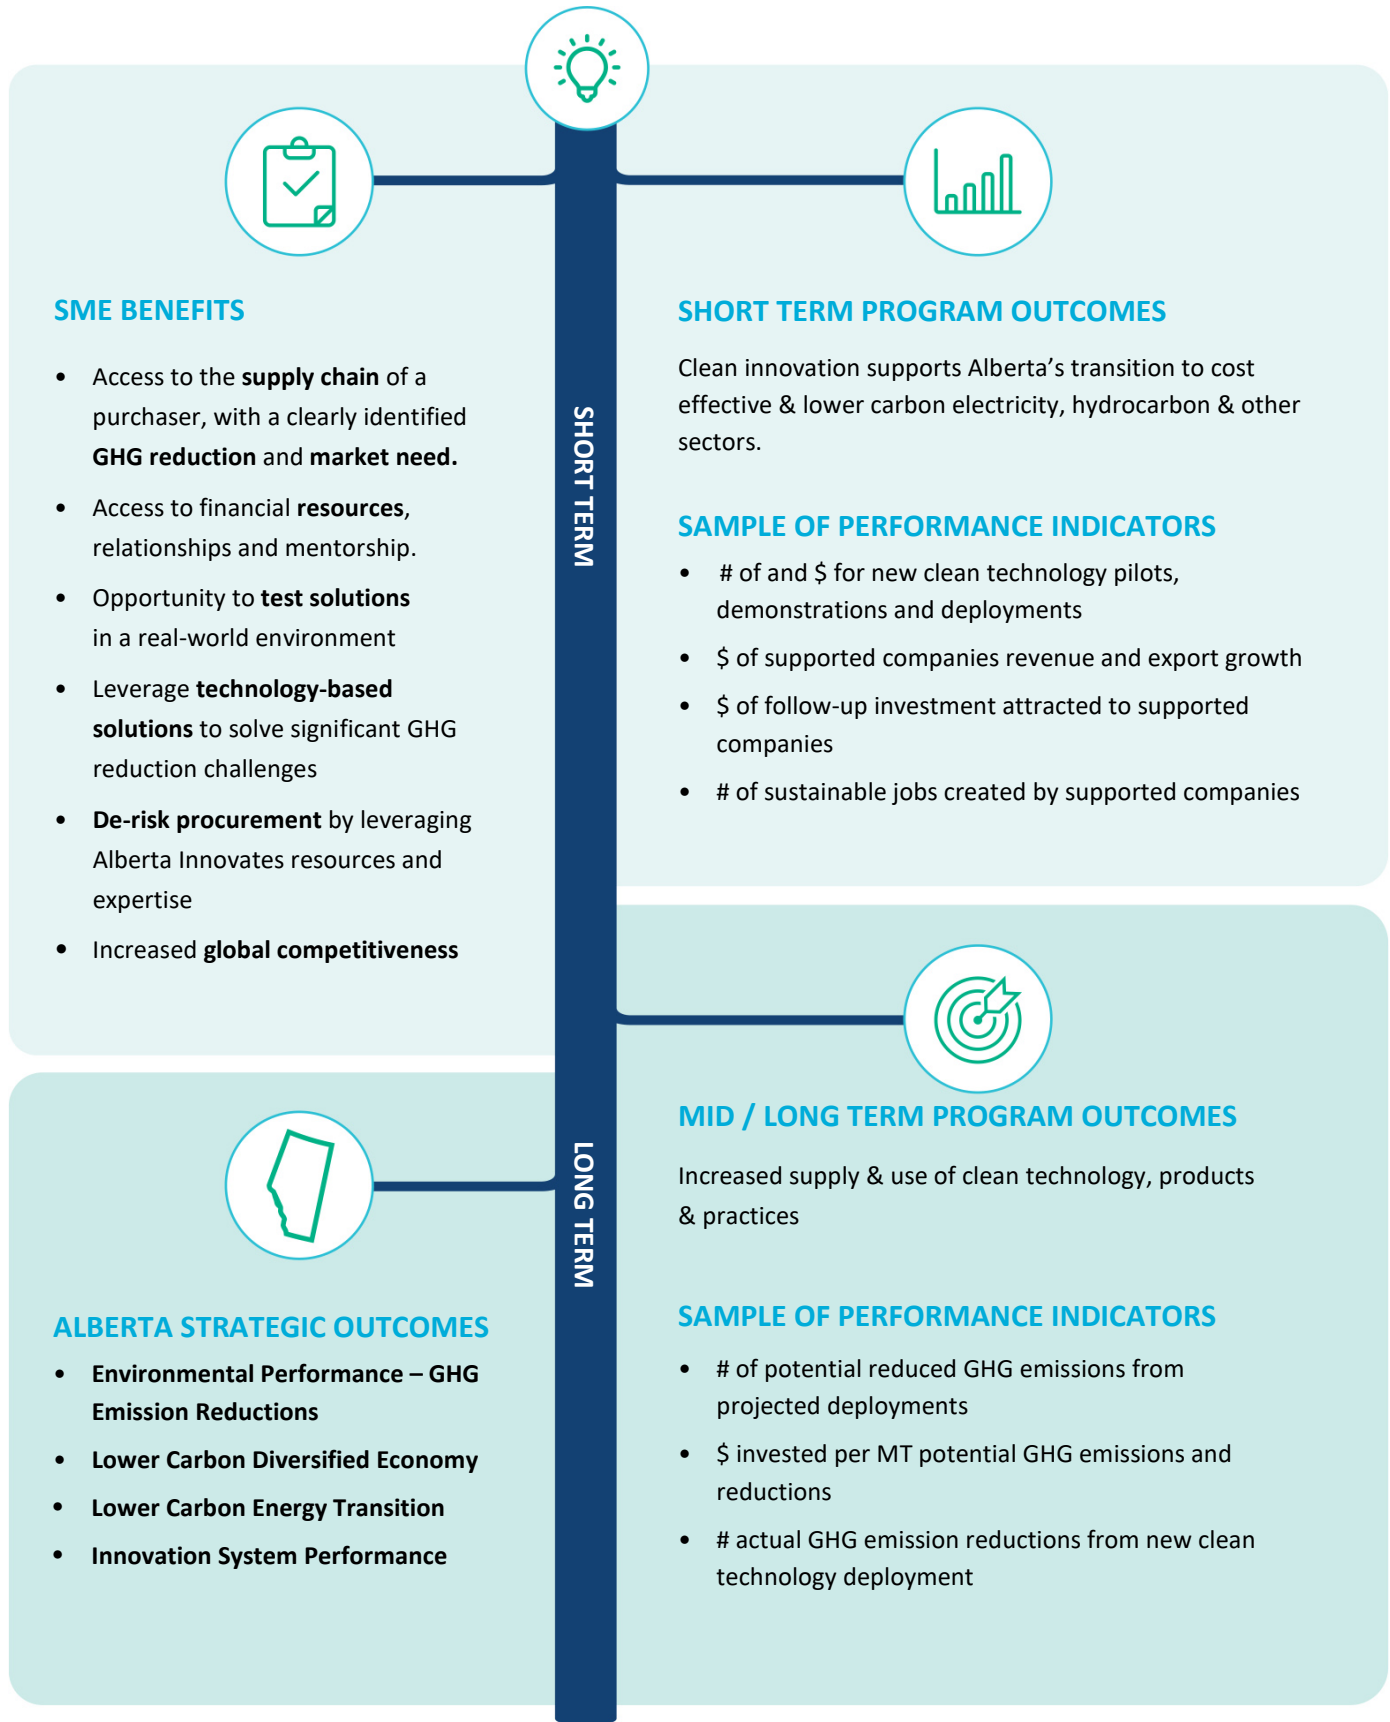 SME BENEFITS
• Access to the supply chain of a
purchaser, with a clearly identified
GHG reduction and market need.
• Access to financial resources,
relationships and mentorship.
• Opportunity to test solutions
in a real-world environment
• Leverage technology-based
solutions to solve significant GHG
reduction challenges
• De-risk procurement by leveraging
Alberta Innovates resources and
expertise
• Increased global competitiveness
SHORT TERM
SHORT TERM PROGRAM OUTCOMES
Clean innovation supports Alberta’s transition to cost
effective & lower carbon electricity, hydrocarbon & other
sectors.
SAMPLE OF PERFORMANCE INDICATORS
• # of and $ for new clean technology pilots,
demonstrations and deployments
• $ of supported companies revenue and export growth
• $ of follow-up investment attracted to supported
companies
• # of sustainable jobs created by supported companies
ALBERTA STRATEGIC OUTCOMES
• Environmental Performance – GHG
Emission Reductions
• Lower Carbon Diversified Economy
• Lower Carbon Energy Transition
• Innovation System Performance
LONG TERM
MID / LONG TERM PROGRAM OUTCOMES
Increased supply & use of clean technology, products
& practices
SAMPLE OF PERFORMANCE INDICATORS
• # of potential reduced GHG emissions from
projected deployments
• $ invested per MT potential GHG emissions and
reductions
• # actual GHG emission reductions from new clean
technology deployment